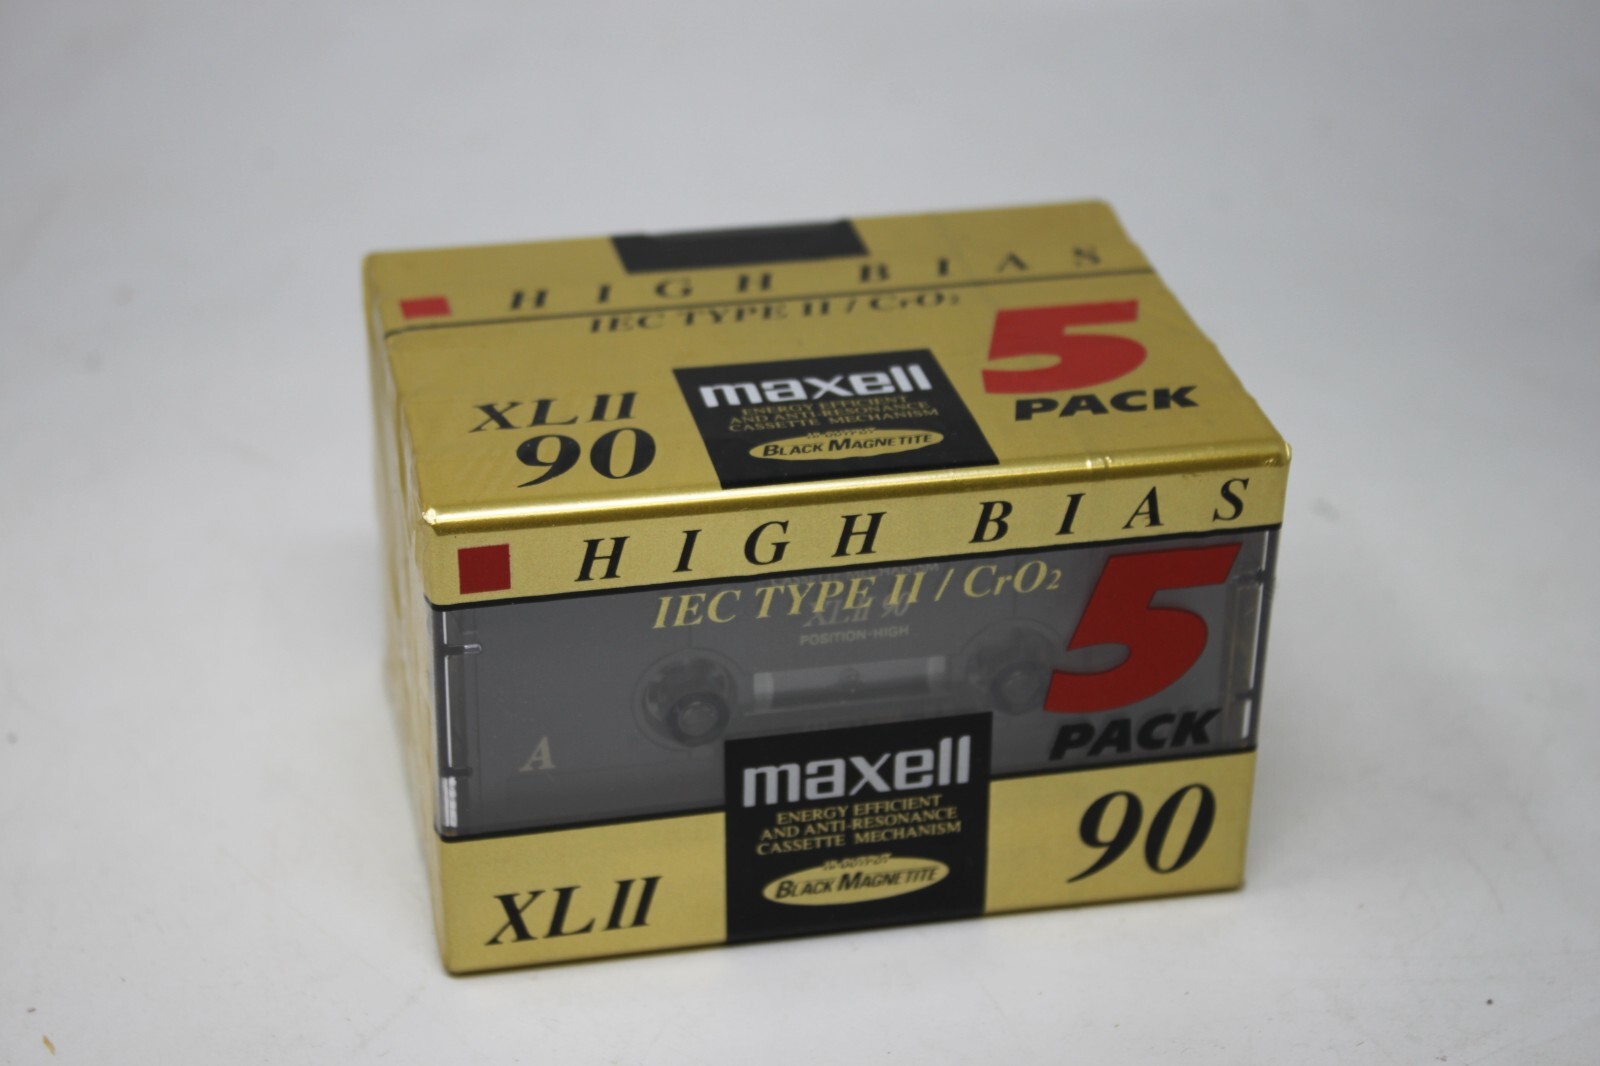 HIGH BIAS
IEC TYPE II / CrO2
5
PACK
XLII
90
maxell
ENERGY EFFICIENT
AND ANTI-RESONANCE
CASSETTE MECHANISM
BLACK MAGNETITE
HIGH BIAS
IEC TYPE II / CrO2
XLII 90
POSITION·HIGH
5
PACK
A
maxell
ENERGY EFFICIENT
AND ANTI-RESONANCE
CASSETTE MECHANISM
BLACK MAGNETITE
XLII
90